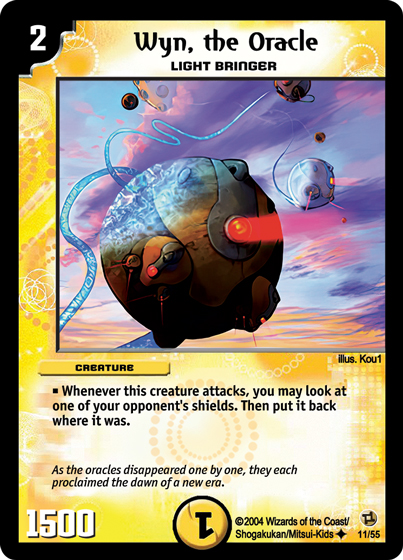 2
Wyn, the Oracle
LIGHT BRINGER
illus. Kou1
CREATURE
▪ Whenever this creature attacks, you may look at
one of your opponent's shields. Then put it back
where it was.
As the oracles disappeared one by one, they each
proclaimed the dawn of a new era.
1500
1
©2004 Wizards of the Coast/
Shogakukan/Mitsui-Kids
11/55